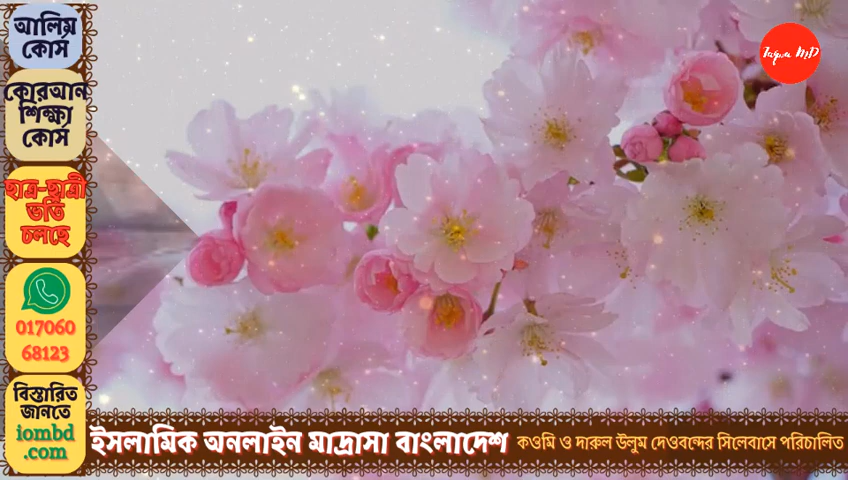 আলিম
কোর্স
কোরআন
শিক্ষা
কোর্স
ছাত্র-ছাত্রী
ভর্তি
চলছে
017060
68123
বিস্তারিত
জানতে
iombd
.com
ইসলামিক অনলাইন মাদ্রাসা বাংলাদেশ কওমি ও দারুল উলুম দেওবন্দের সিলেবাসে পরিচালিত